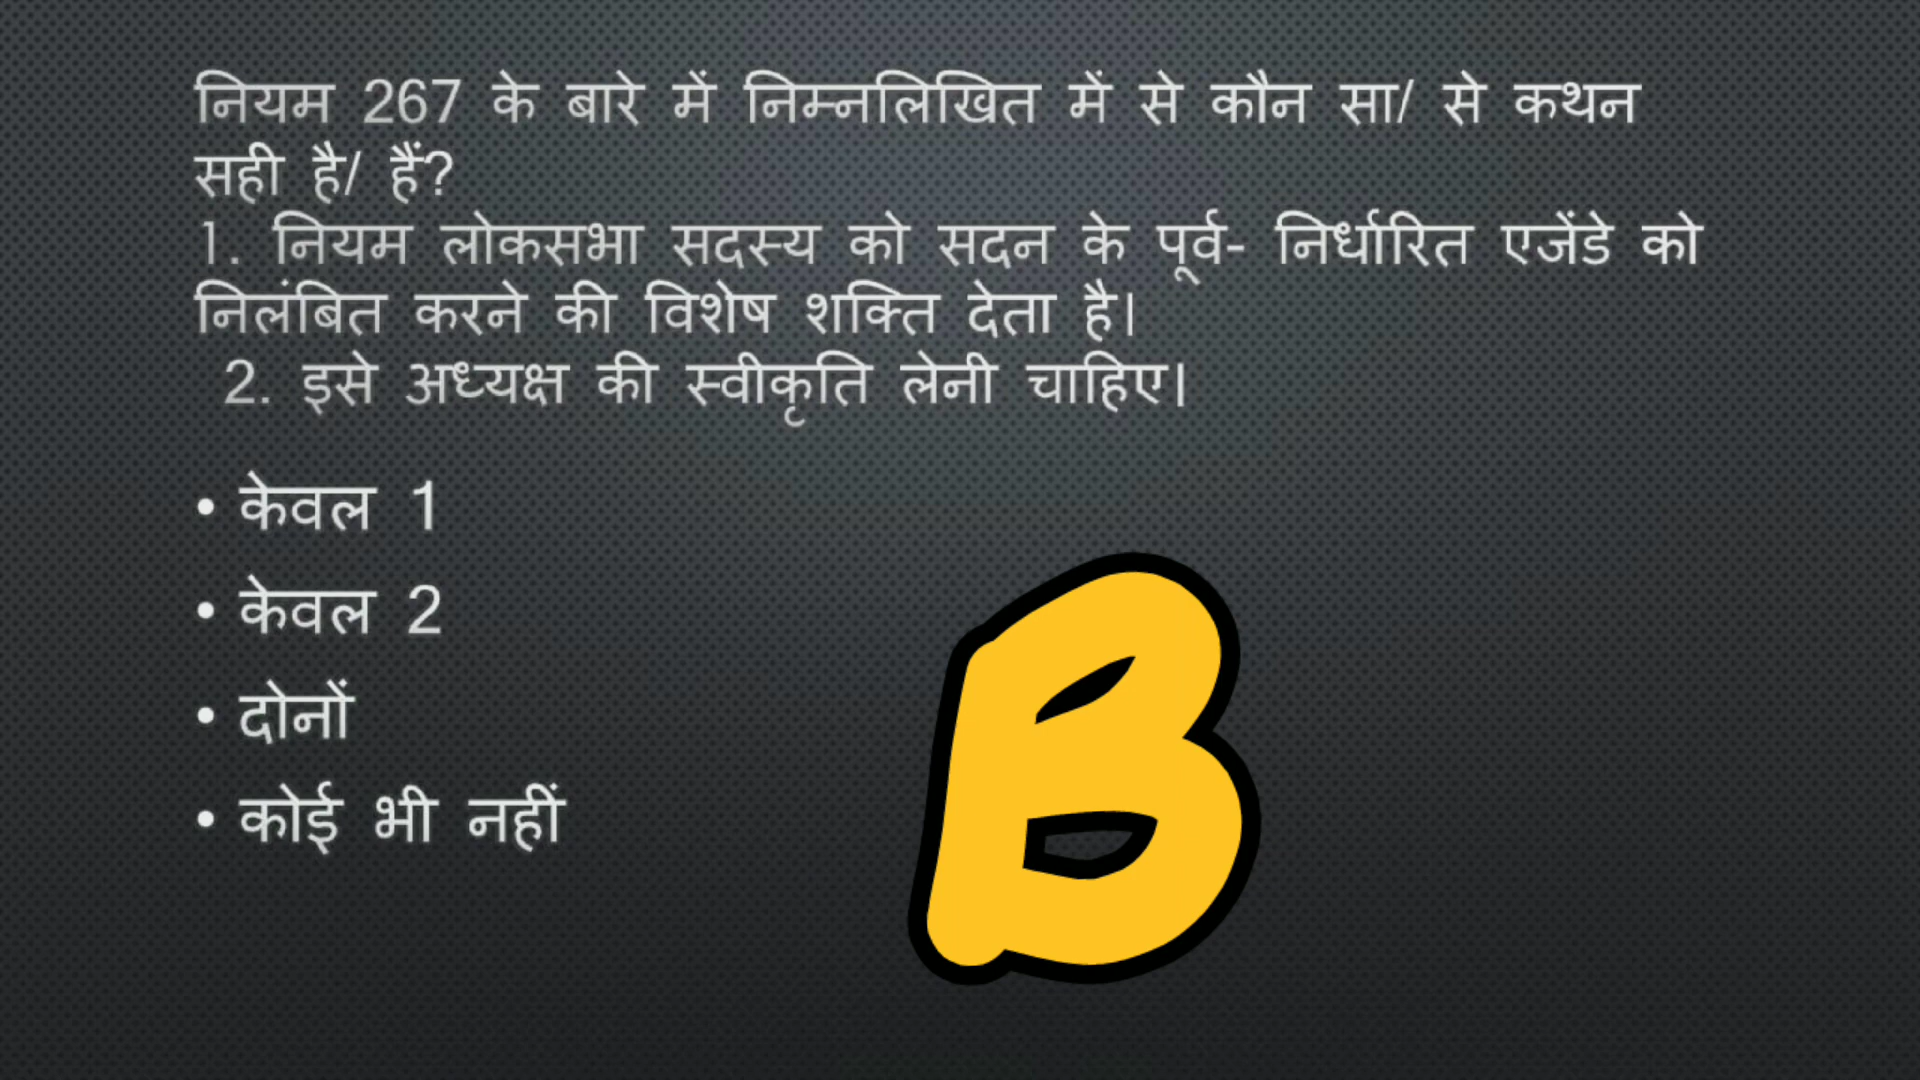 नियम 267 के बारे में निम्नलिखित में से कौन सा/ से कथन
सही है/ हैं?
1. नियम लोकसभा सदस्य को सदन के पूर्व- निर्धारित एजेंडे को
निलंबित करने की विशेष शक्ति देता है।
2. इसे अध्यक्ष की स्वीकृति लेनी चाहिए।
• केवल 1
• केवल 2
• दोनों
• कोई भी नहीं
B